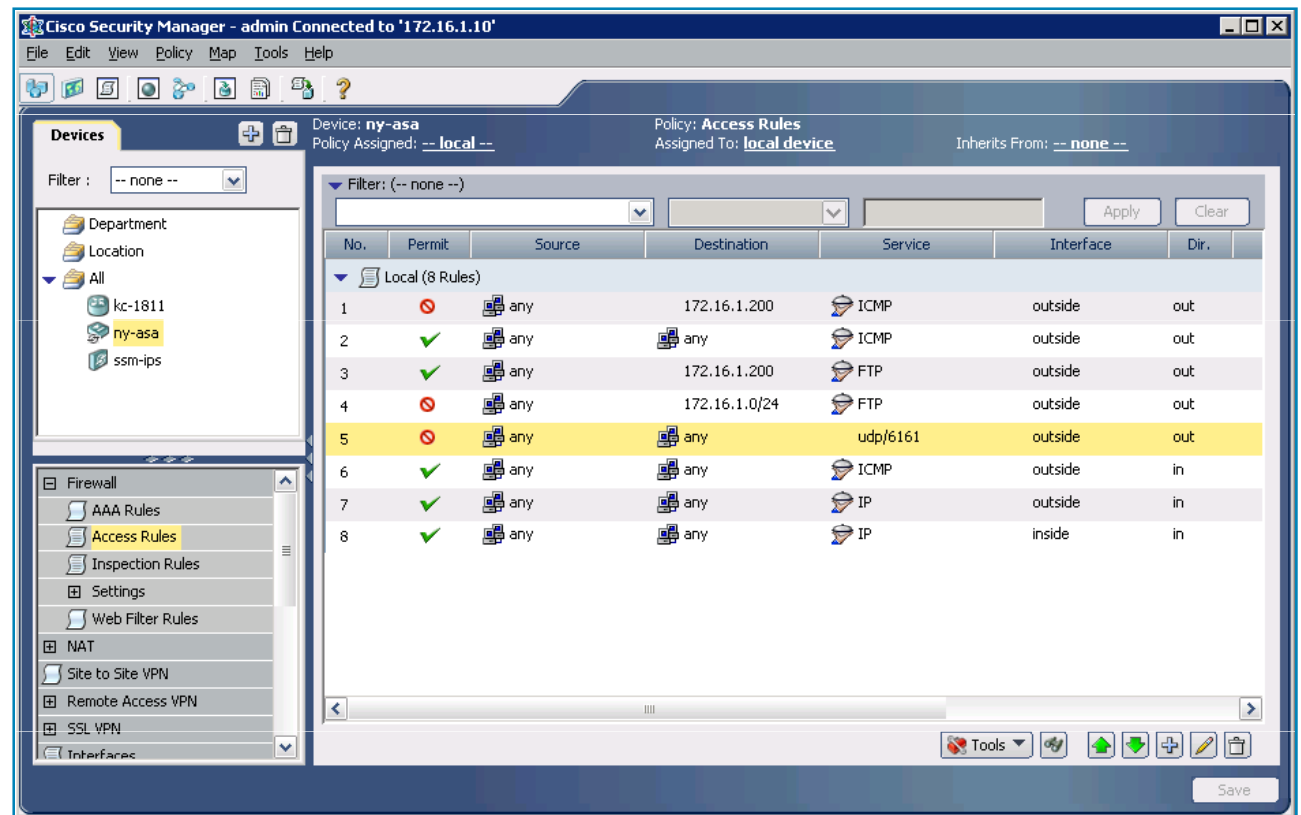 Cisco Security Manager - admin Connected to '172.16.1.10'
File Edit View Policy Map Tools Help
Devices
Filter : -- none --
Department
Location
All
kc-1811
ny-asa
ssm-ips
Firewall
AAA Rules
Access Rules
Inspection Rules
Settings
Web Filter Rules
NAT
Site to Site VPN
Remote Access VPN
SSL VPN
Interfaces
Device: ny-asa Policy: Access Rules
Policy Assigned: -- local -- Assigned To: local device Inherits From: -- none --
Filter: (-- none --)
Apply Clear
No. Permit Source Destination Service Interface Dir.
Local (8 Rules)
1 any 172.16.1.200 ICMP outside out
2 any any ICMP outside out
3 any 172.16.1.200 FTP outside out
4 any 172.16.1.0/24 FTP outside out
5 any any udp/6161 outside out
6 any any ICMP outside in
7 any any IP outside in
8 any any IP inside in
Tools
Save